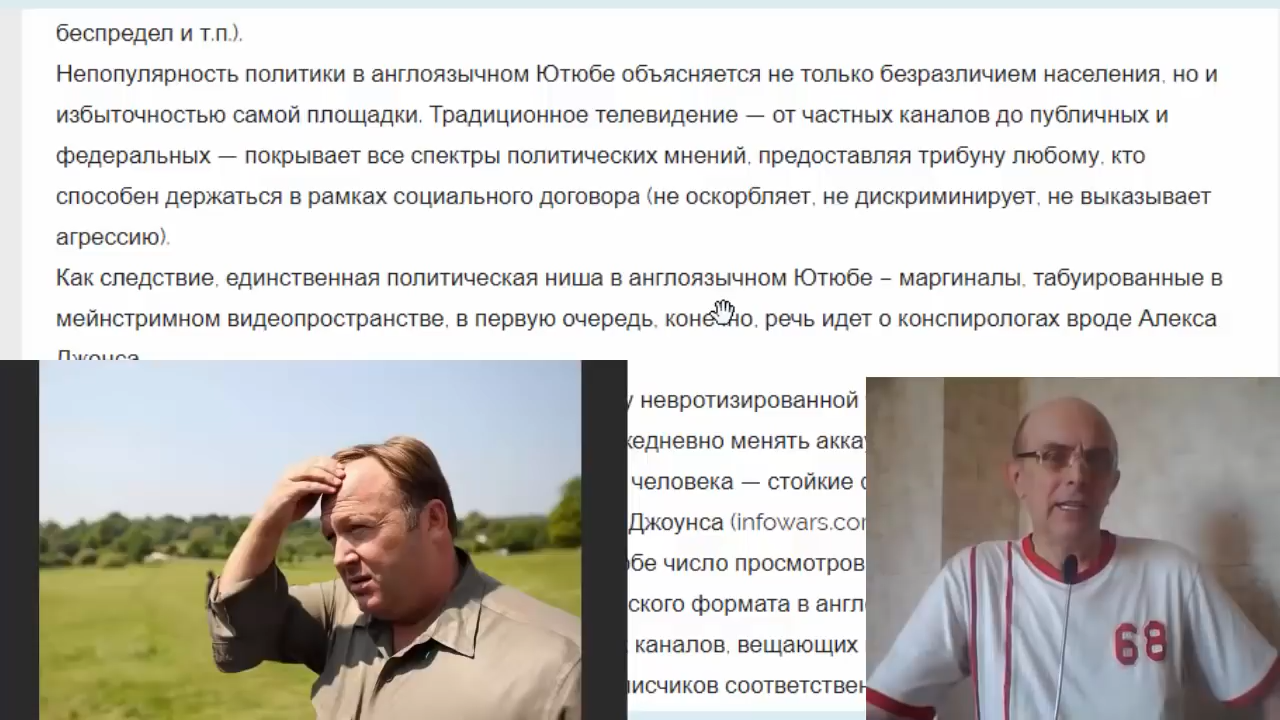 беспредел и т.п.).
Непопулярность политики в англоязычном Ютюбе объясняется не только безразличием населения, но и
избыточностью самой площадки. Традиционное телевидение — от частных каналов до публичных и
федеральных — покрывает все спектры политических мнений, предоставляя трибуну любому, кто
способен держаться в рамках социального договора (не оскорбляет, не дискриминирует, не выказывает
агрессию).
Как следствие, единственная политическая ниша в англоязычном Ютюбе – маргиналы, табуированные в
мейнстримном видеопространстве, в первую очередь, конечно, речь идет о конспирологах вроде Алекса
Джонса
у невротизированной
жедневно менять акка
человека — стойкие
Джоунса (infowars.co
бе число просмотров
ского формата в англ
каналов, вещающих
писчиков соответстве
68